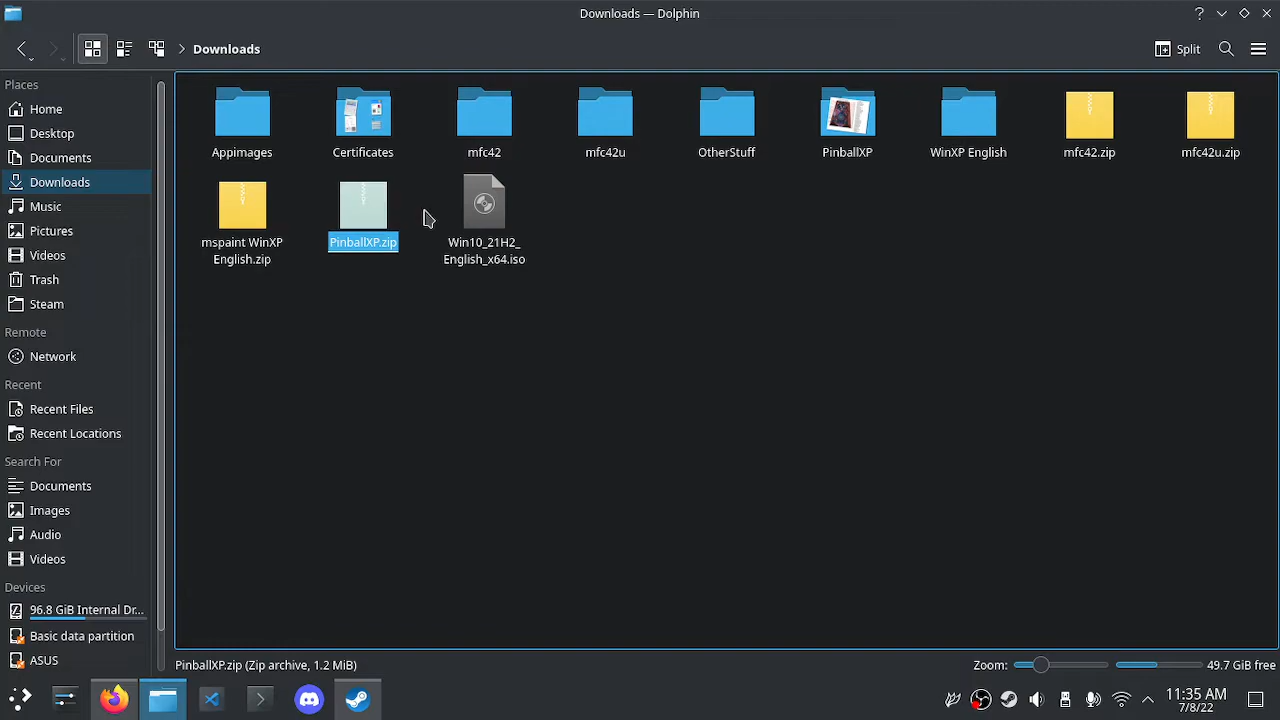 Downloads — Dolphin
Downloads
Split
Places
Home
Desktop
Documents
Downloads
Music
Pictures
Videos
Trash
Steam
Remote
Network
Recent
Recent Files
Recent Locations
Search For
Documents
Images
Audio
Videos
Devices
96.8 GiB Internal Dr...
Basic data partition
ASUS
Appimages
Certificates
mfc42
mfc42u
OtherStuff
PinballXP
WinXP English
mfc42.zip
mfc42u.zip
mspaint WinXP
English.zip
PinballXP.zip
Win10_21H2_
English_x64.iso
PinballXP.zip (Zip archive, 1.2 MiB)
Zoom:
49.7 GiB free
11:35 AM
7/8/22